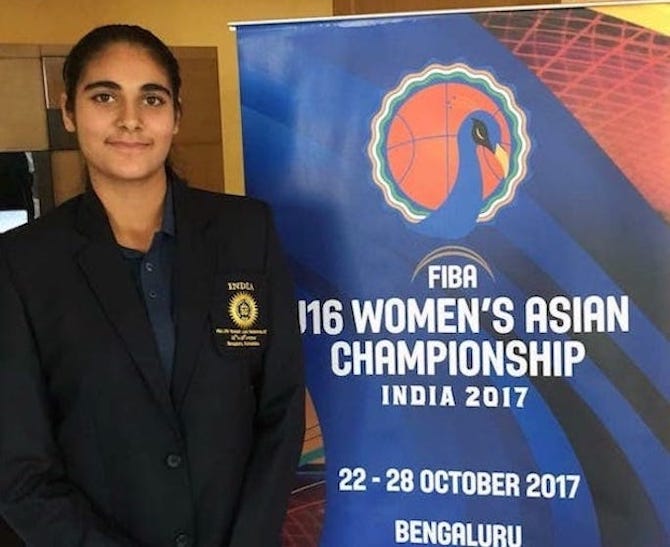 INDIA
FIBA
U16 WOMEN'S ASIAN
CHAMPIONSHIP
INDIA 2017
22 - 28 OCTOBER 2017
BENGALURU